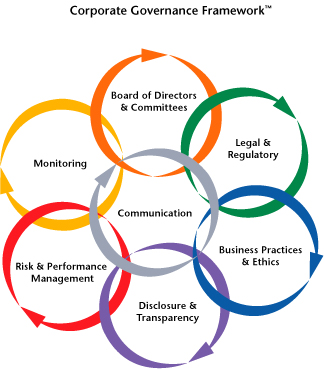 Corporate Governance Framework™
Board of Directors
& Committees
Legal &
Regulatory
Monitoring
Communication
Business Practices
& Ethics
Risk & Performance
Management
Disclosure &
Transparency